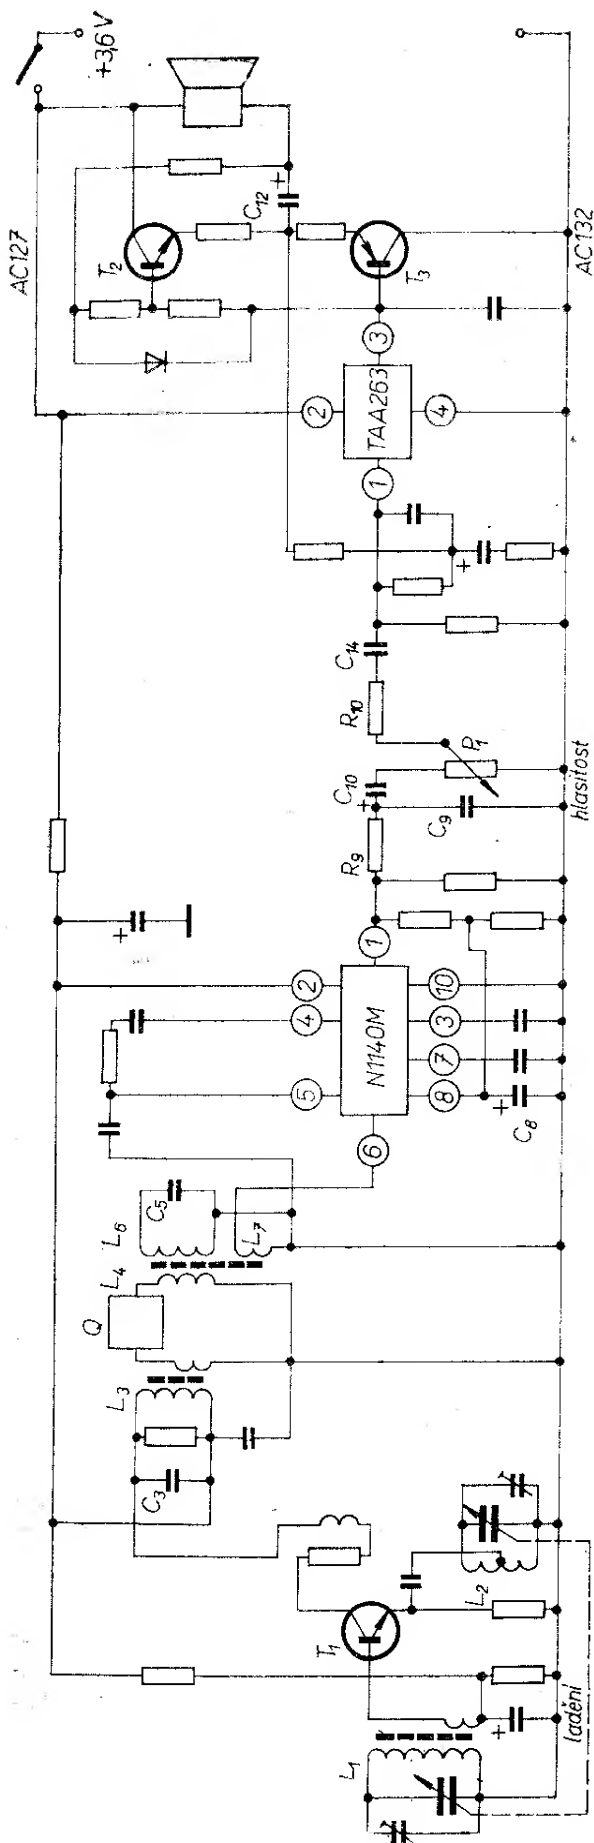 ladění
L₁
T₁
L₂
C₃
L₃
Q
L₄
L₆
C₅
L₇
6
5
4
2
N1140M
8
7
3
10
1
C₈
R₉
C₁₀
C₉
P₁
hlasitost
R₁₀
C₁₄
1
2
TAA263
4
3
T₂
T₃
C₁₂
AC127
AC132
+3,6V
+
+
+
+
+
+